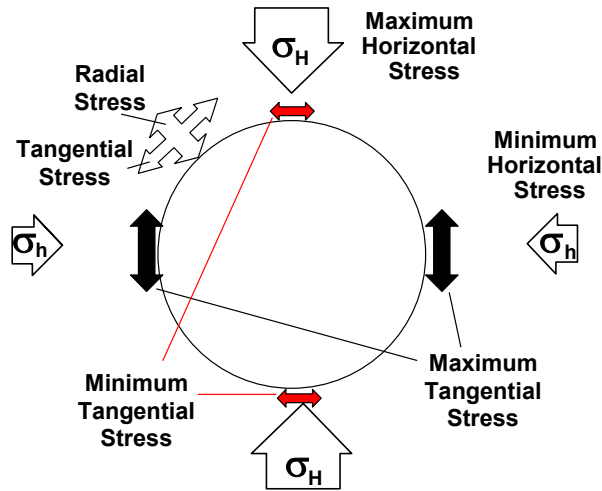 σH
Maximum
Horizontal
Stress
Radial
Stress
Tangential
Stress
Minimum
Horizontal
Stress
σh
σh
Minimum
Tangential
Stress
Maximum
Tangential
Stress
σH